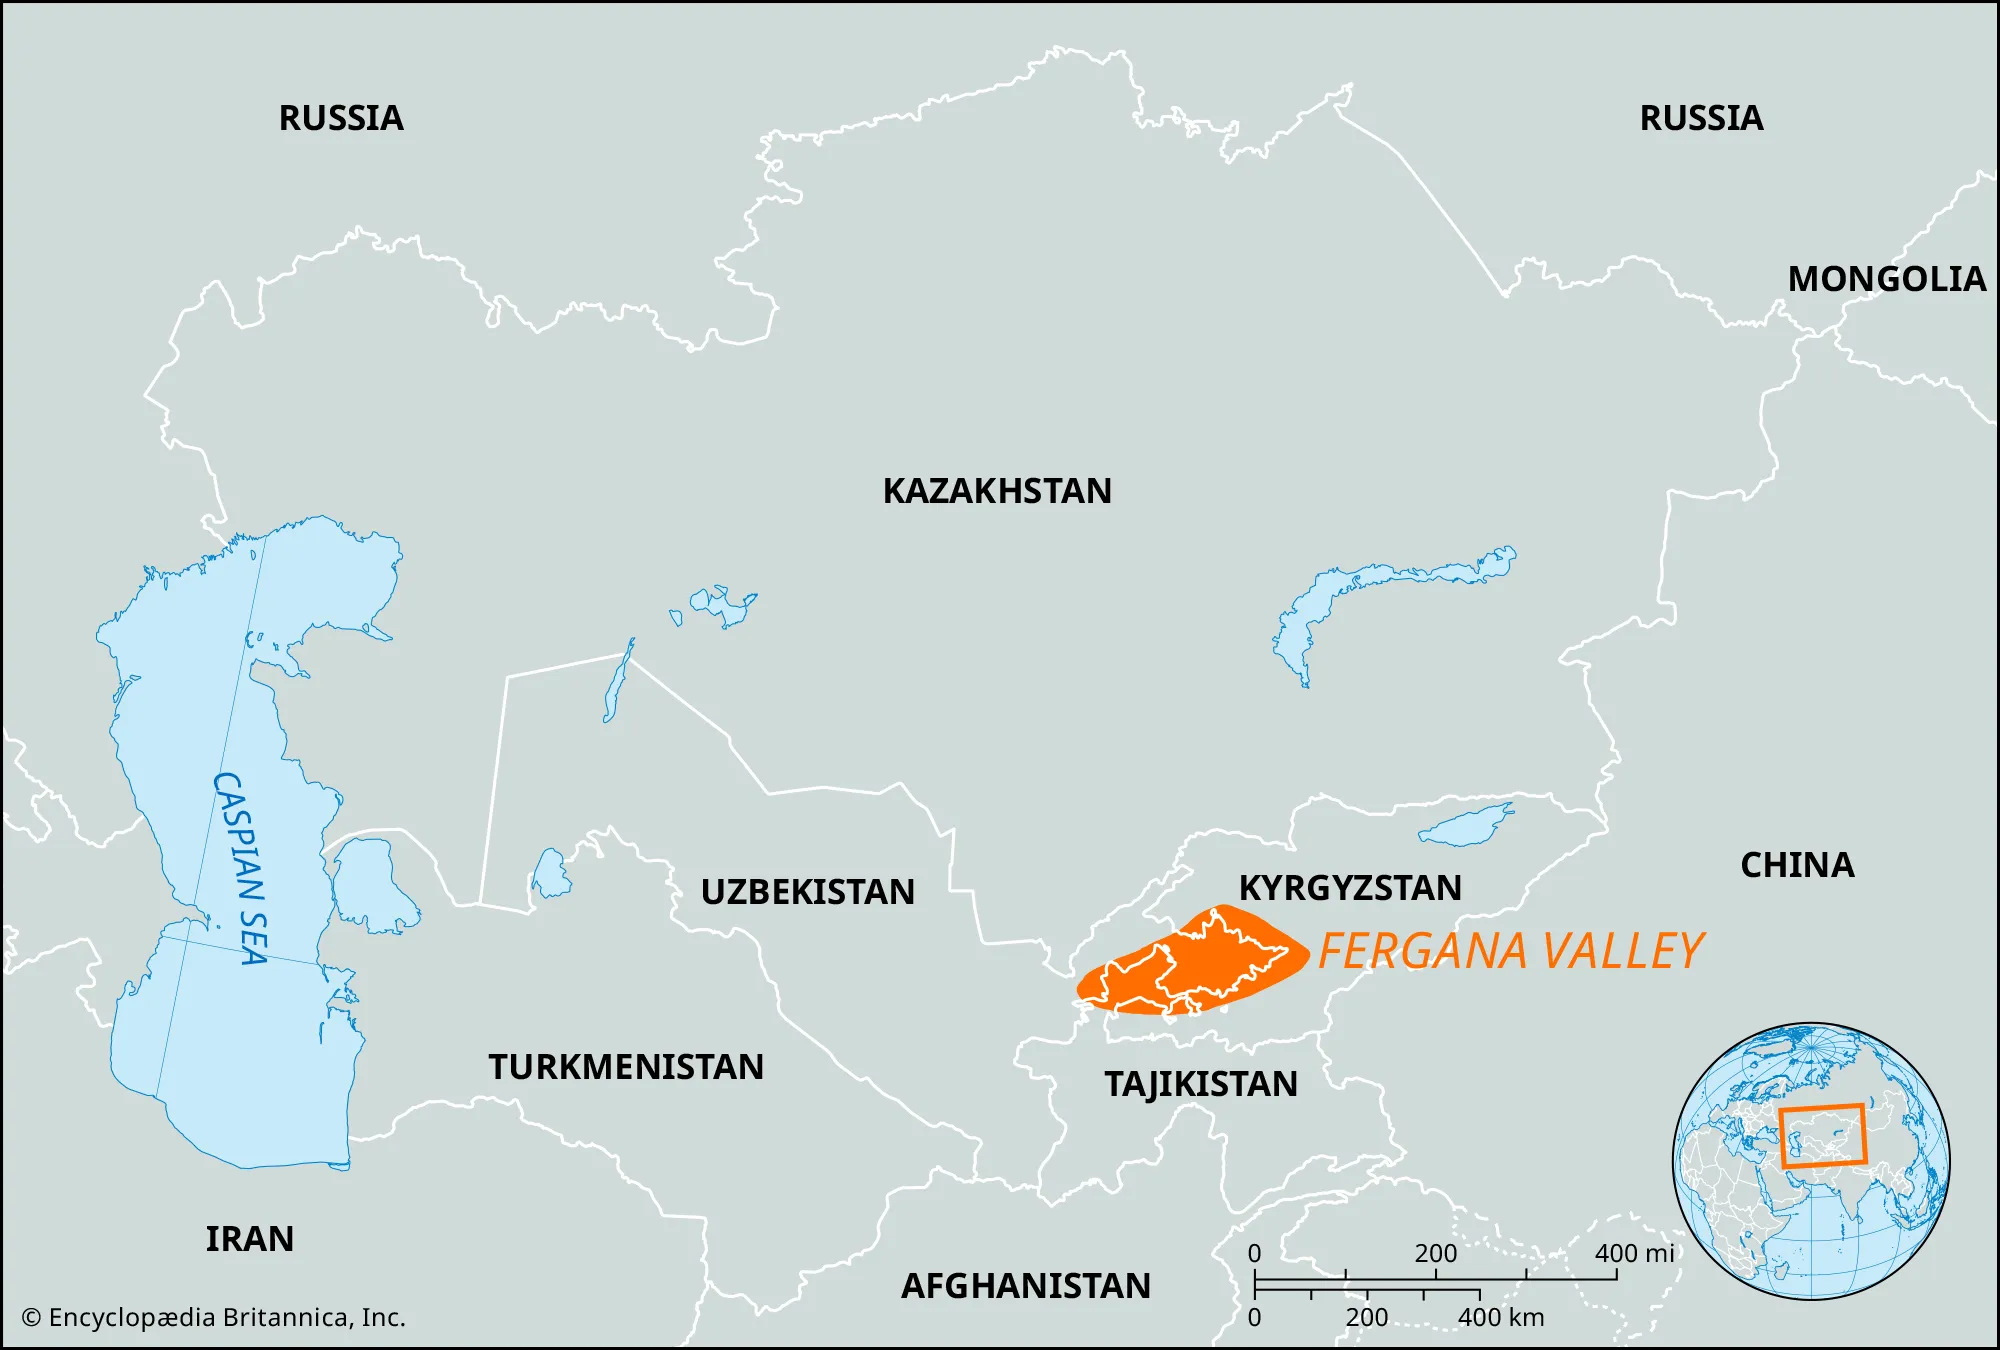 RUSSIA
RUSSIA
MONGOLIA
KAZAKHSTAN
CASPIAN SEA
UZBEKISTAN
KYRGYZSTAN
CHINA
FERGANA VALLEY
TURKMENISTAN
TAJIKISTAN
IRAN
AFGHANISTAN
0 200 400 mi
0 200 400 km
© Encyclopædia Britannica, Inc.